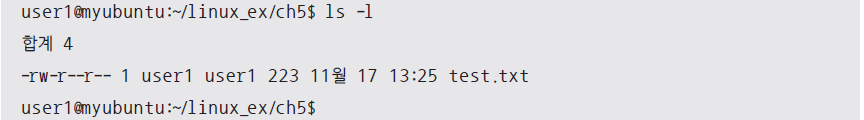 user1@myubuntu:~/linux_ex/ch5$ ls -l
합계 4
-rw-r--r-- 1 user1 user1 223 11월 17 13:25 test.txt
user1@myubuntu:~/linux_ex/ch5$